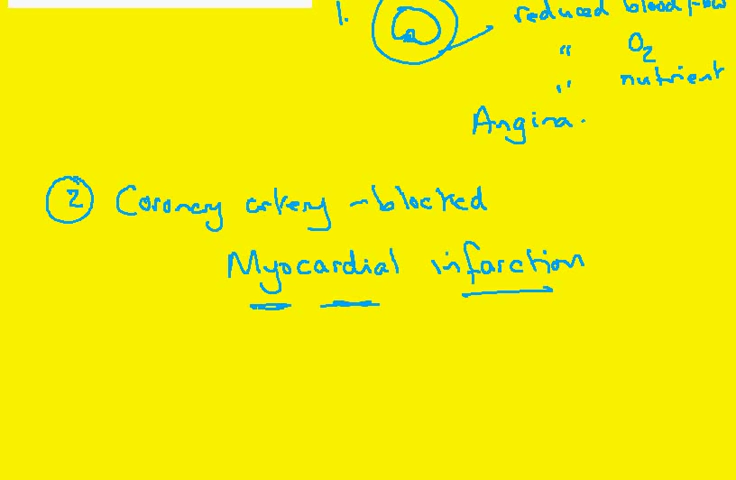 1. reduced blood flow
" O2
" nutrient
Angina.
2 Coronary artery - blocked
Myocardial infarction